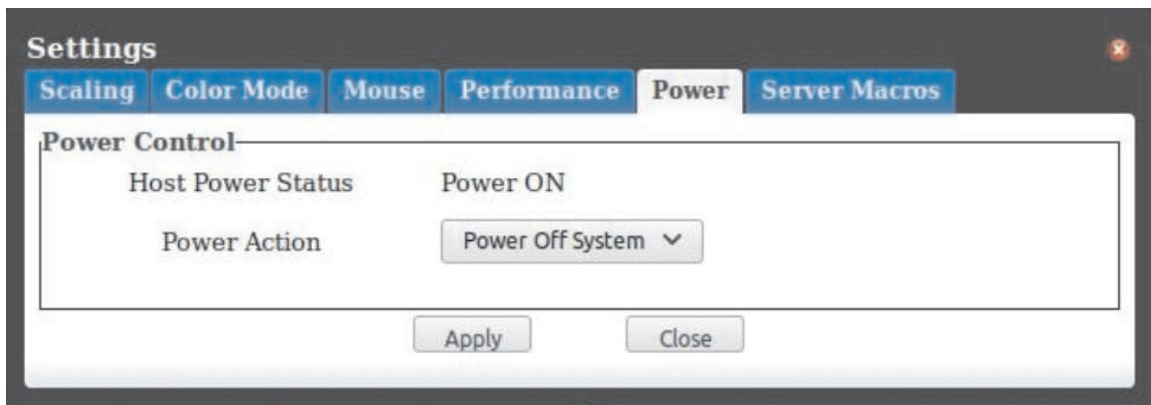 Settings
Scaling Color Mode Mouse Performance Power Server Macros
Power Control
Host Power Status Power ON
Power Action Power Off System
Apply Close